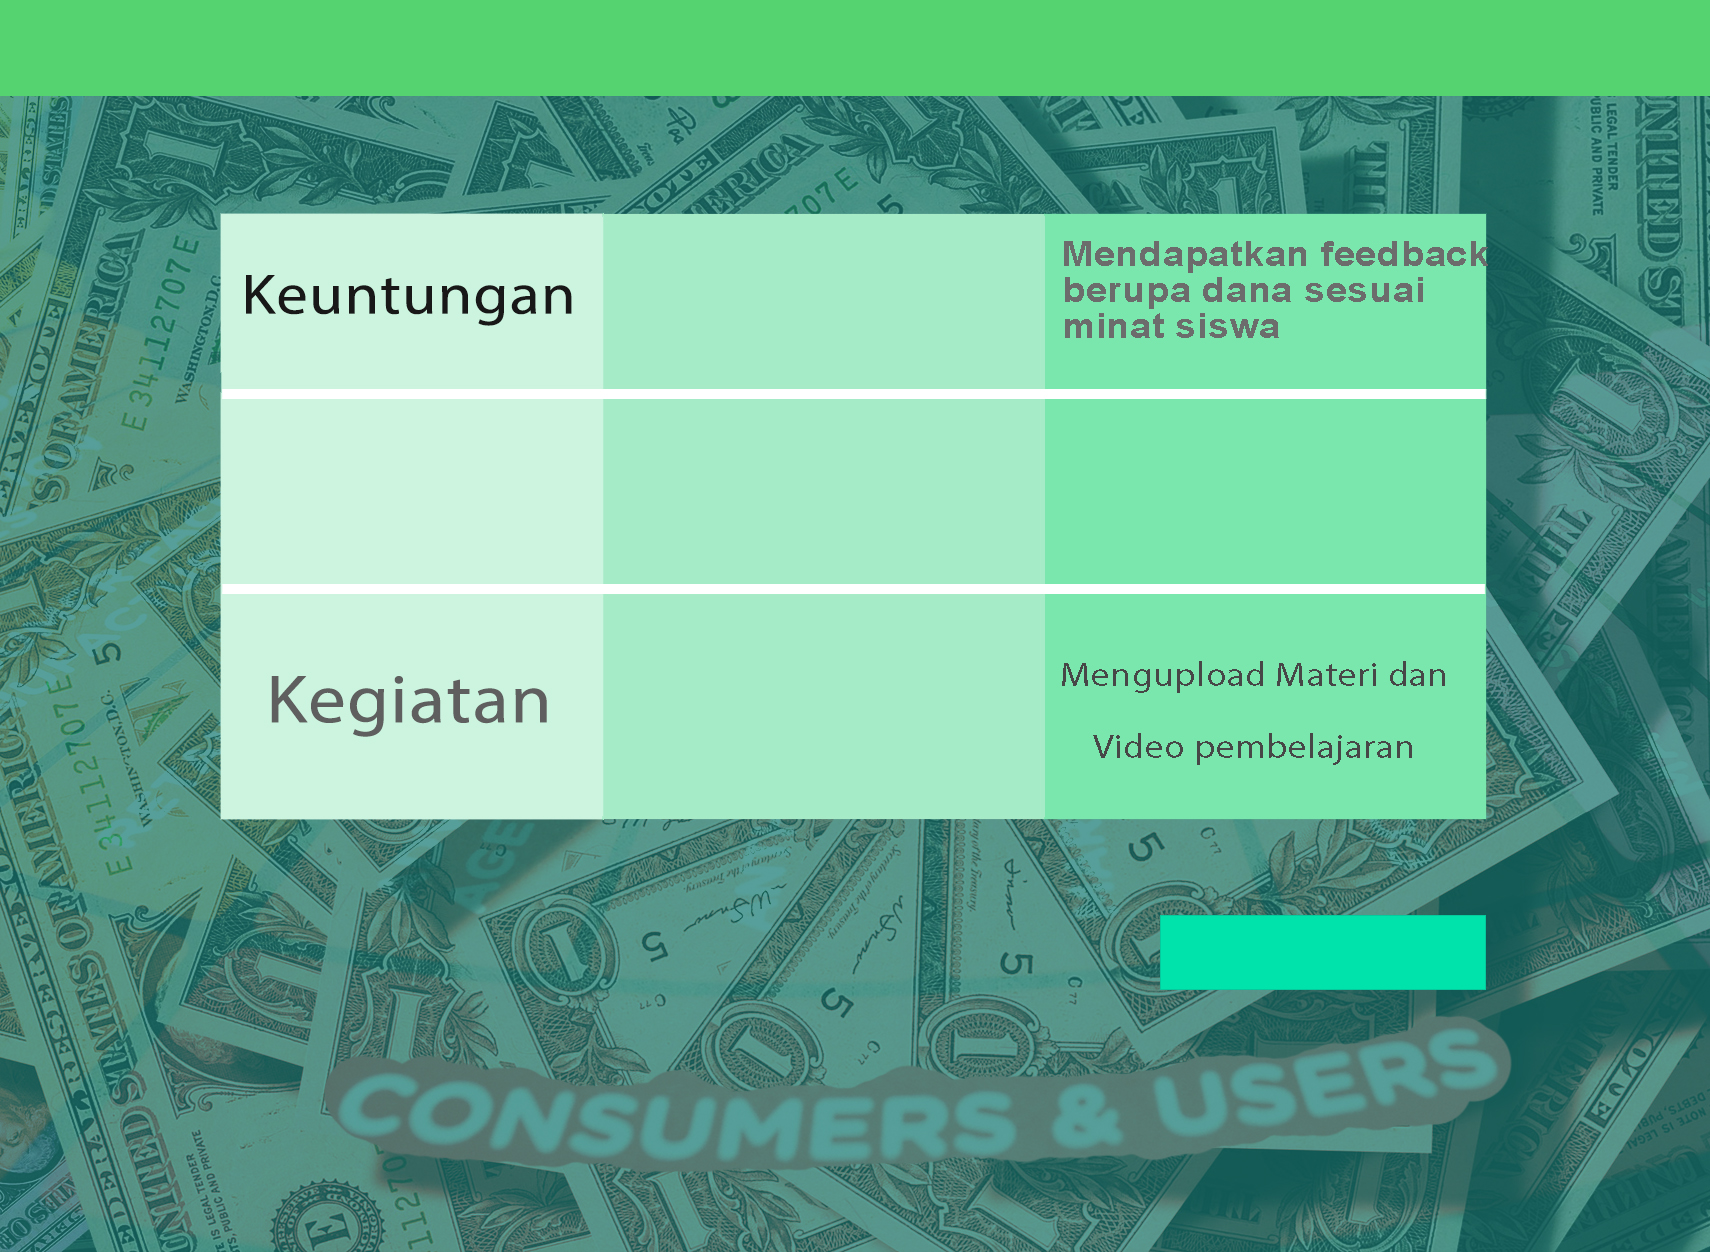 Keuntungan
Mendapatkan feedback
berupa dana sesuai
minat siswa
Kegiatan
Mengupload Materi dan
Video pembelajaran
CONSUMERS & USERS